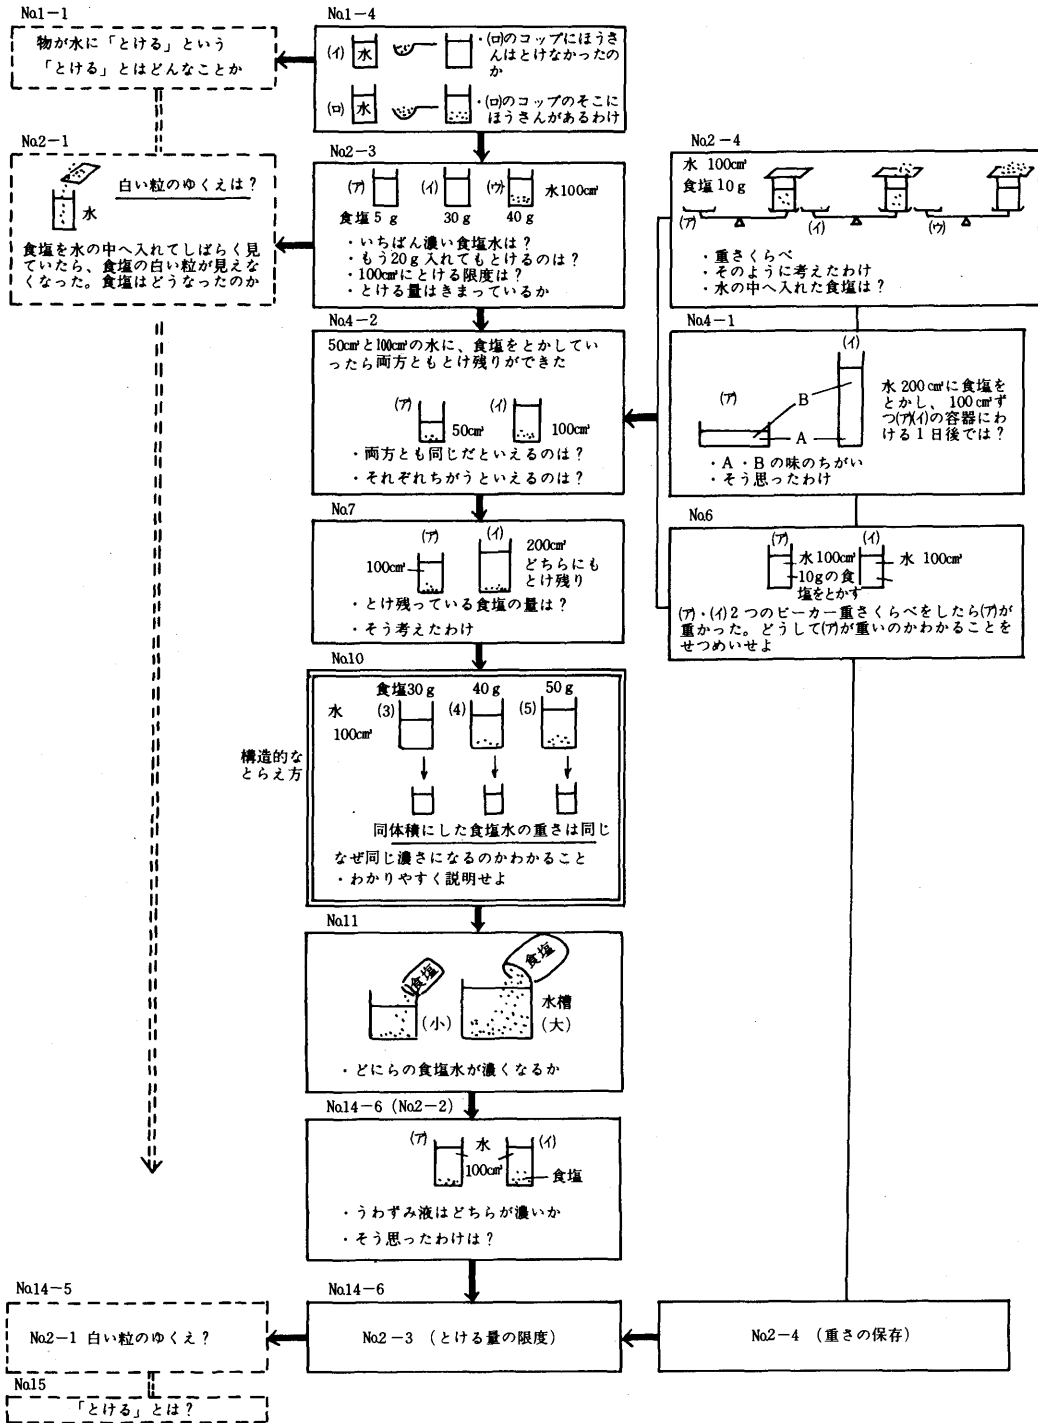 No.1-1
物が水に「とける」という
「とける」とはどんなことか
No.1-4
(イ) 水
・(ロ)のコップにほうさ
んはとけなかったの
か
(ロ) 水
・(ロ)のコップのそこに
ほうさんがあるわけ
No.2-1
白い粒のゆくえは?
水
食塩を水の中へ入れてしばらく見
ていたら、食塩の白い粒が見えな
くなった。食塩はどうなったのか
No.2-3
(ア) (イ) (ウ) 水100cm³
食塩5g 30g 40g
・いちばん濃い食塩水は?
・もう20g入れてもとけるのは?
・100cm³にとける限度は?
・とける量はきまっているか
No.2-4
水 100cm³
食塩 10g
(ア) (イ) (ウ)
・重さくらべ
・そのように考えたわけ
・水の中へ入れた食塩は?
No.4-2
50cm³と100cm³の水に、食塩をとかしてい
ったら両方ともとけ残りができた
(ア) 50cm³ (イ) 100cm³
・両方とも同じだといえるのは?
・それぞれちがうといえるのは?
No.4-1
(イ)
(ア)
B
A
水 200cm³に食塩を
とかし、100cm³ず
つ(ア)(イ)の容器にわ
ける1日後では?
・A・Bの味のちがい
・そう思ったわけ
No.7
(ア) (イ)
100cm³
200cm³
どちらにも
とけ残り
・とけ残っている食塩の量は?
・そう考えたわけ
No.6
(ア) (イ)
水100cm³ 水 100cm³
10gの食
塩をとかす
(ア)・(イ)2つのビーカー重さくらべをしたら(ア)が
重かった。どうして(ア)が重いのかわかることを
せつめいせよ
No.10
構造的な
とらえ方
食塩30g 40g 50g
水 (3) (4) (5)
100cm³
同体積にした食塩水の重さは同じ
なぜ同じ濃さになるのかわかること
・わかりやすく説明せよ
No.11
食塩 食塩
(小)
水槽
(大)
・どにらの食塩水が濃くなるか
No.14-6 (No.2-2)
(ア) 水 (イ)
100cm³
食塩
・うわずみ液はどちらが濃いか
・そう思ったわけは?
No.14-5
No.2-1 白い粒のゆくえ?
No.14-6
No.2-3 (とける量の限度)
No.2-4 (重さの保存)
No.15
「とける」とは?